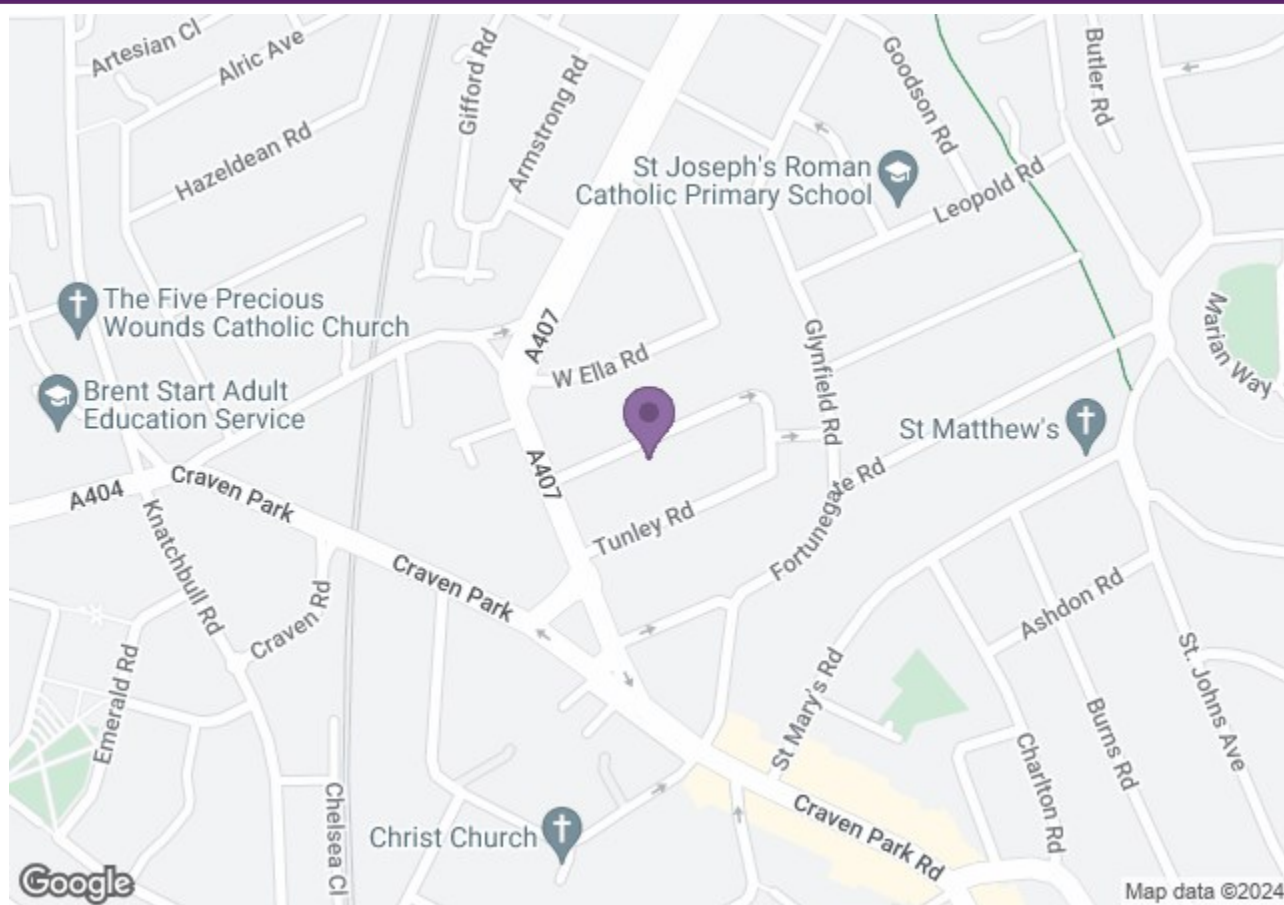 Artesian Cl
Alric Ave
Hazeldean Rd
Gifford Rd
Armstrong Rd
Goodson Rd
Butler Rd
St Joseph's Roman
Catholic Primary School
Leopold Rd
The Five Precious
Wounds Catholic Church
A407
W Ella Rd
Glynfield Rd
Marian Way
Brent Start Adult
Education Service
St Matthew's
A404
Craven Park
A407
Tunley Rd
Fortunegate Rd
Knatchbull Rd
Craven Rd
Craven Park
Ashdon Rd
Emerald Rd
St Mary's Rd
Burns Rd
St. Johns Ave
Charlton Rd
Chelsea Cl
Christ Church
Craven Park Rd
Google
Map data ©2024